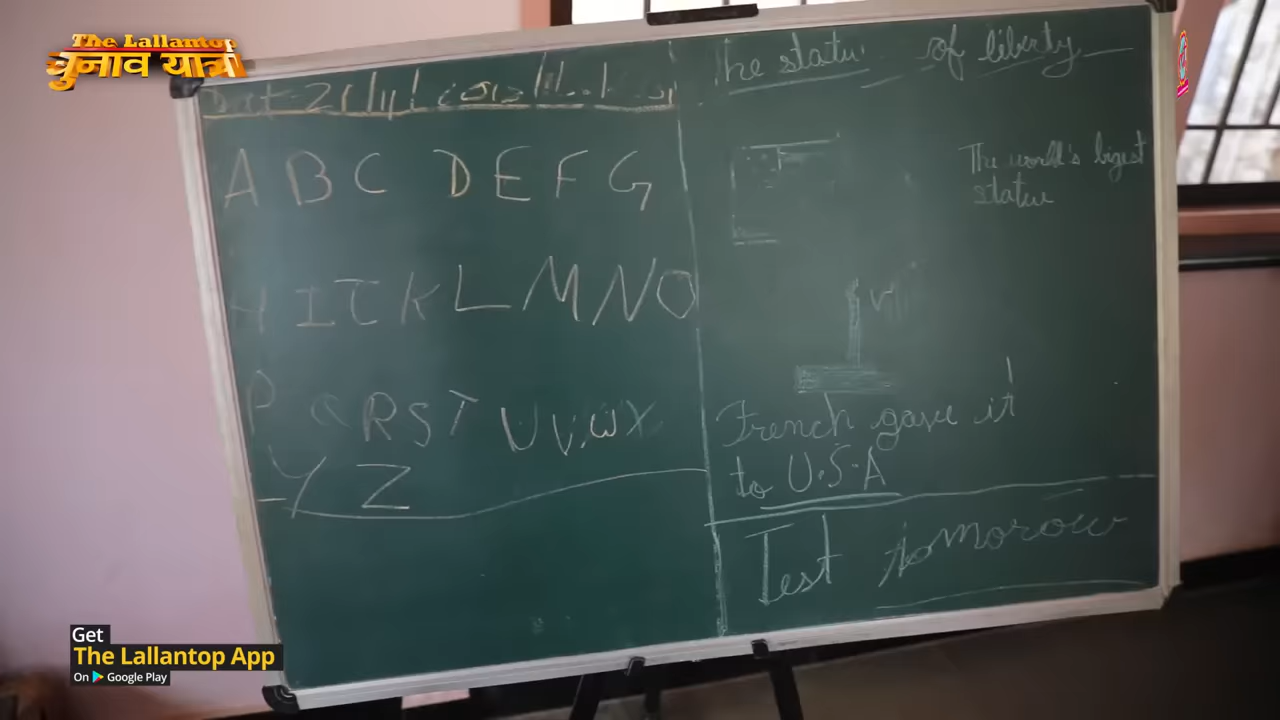 The Lallantop
चुनाव यात्रा
A B C D E F G
H I J K L M N O
P Q R S T U V W X
Y Z
The statu of liberty
The world's bigest
statue
French gave it
to U.S.A
Test tomorow
Get
The Lallantop App
On Google Play